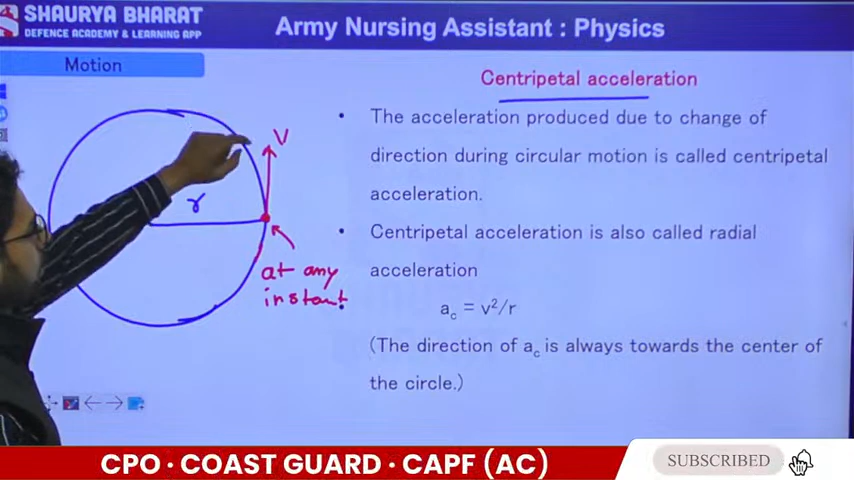 SHAURYA BHARAT
DEFENCE ACADEMY & LEARNING APP
Army Nursing Assistant : Physics
Motion
Centripetal acceleration
• The acceleration produced due to change of
direction during circular motion is called centripetal
acceleration.
• Centripetal acceleration is also called radial
acceleration
• a_c = v²/r
(The direction of a_c is always towards the center of
the circle.)
V
r
at any
instant
CPO · COAST GUARD · CAPF (AC)
SUBSCRIBED